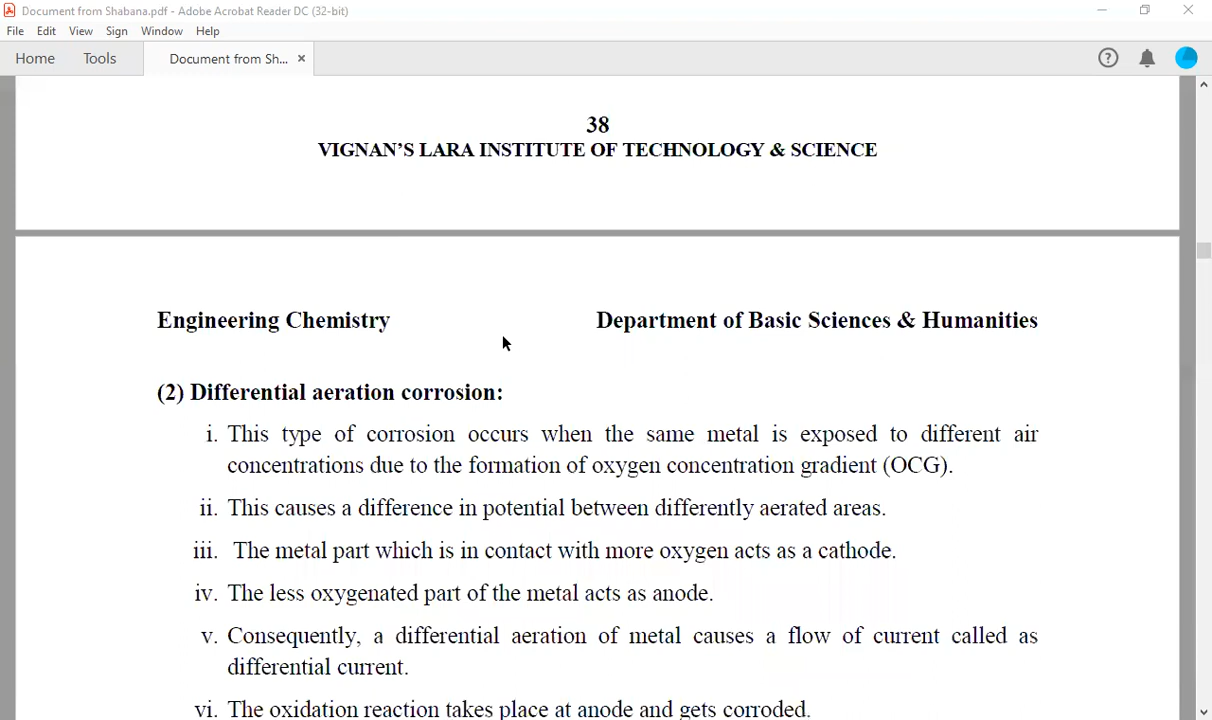 Document from Shabana.pdf - Adobe Acrobat Reader DC (32-bit)
File Edit View Sign Window Help
Home Tools Document from Sh... ×
38
VIGNAN’S LARA INSTITUTE OF TECHNOLOGY & SCIENCE
Engineering Chemistry Department of Basic Sciences & Humanities
(2) Differential aeration corrosion:
i. This type of corrosion occurs when the same metal is exposed to different air
concentrations due to the formation of oxygen concentration gradient (OCG).
ii. This causes a difference in potential between differently aerated areas.
iii. The metal part which is in contact with more oxygen acts as a cathode.
iv. The less oxygenated part of the metal acts as anode.
v. Consequently, a differential aeration of metal causes a flow of current called as
differential current.
vi. The oxidation reaction takes place at anode and gets corroded.